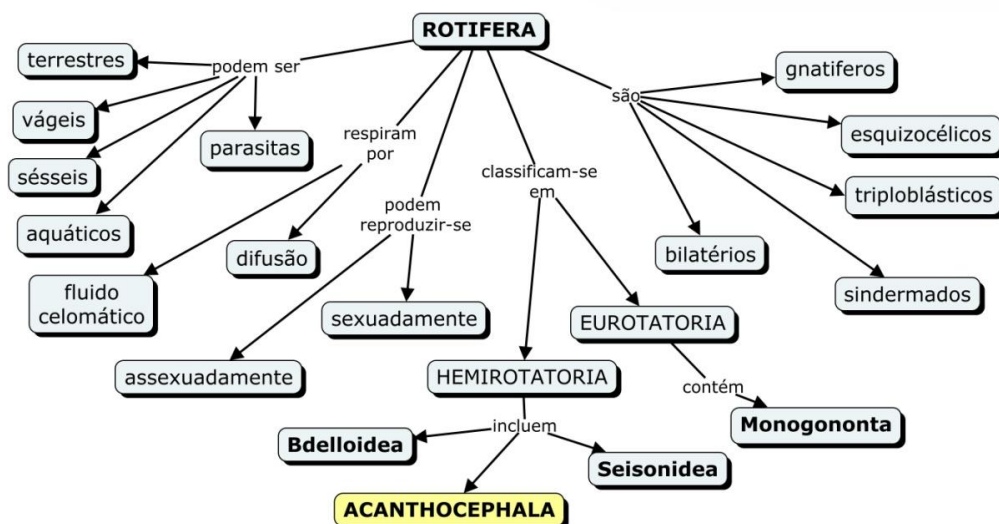 ROTIFERA
terrestres
podem ser
vágeis
sésseis
aquáticos
parasitas
respiram
por
fluido
celomático
difusão
podem
reproduzir-se
assexuadamente
sexuadamente
classificam-se
em
HEMIROTATORIA
EUROTATORIA
incluem
Bdelloidea
ACANTHOCEPHALA
Seisonidea
contém
Monogononta
são
gnatiferos
esquizocélicos
triploblásticos
bilatérios
sindermados